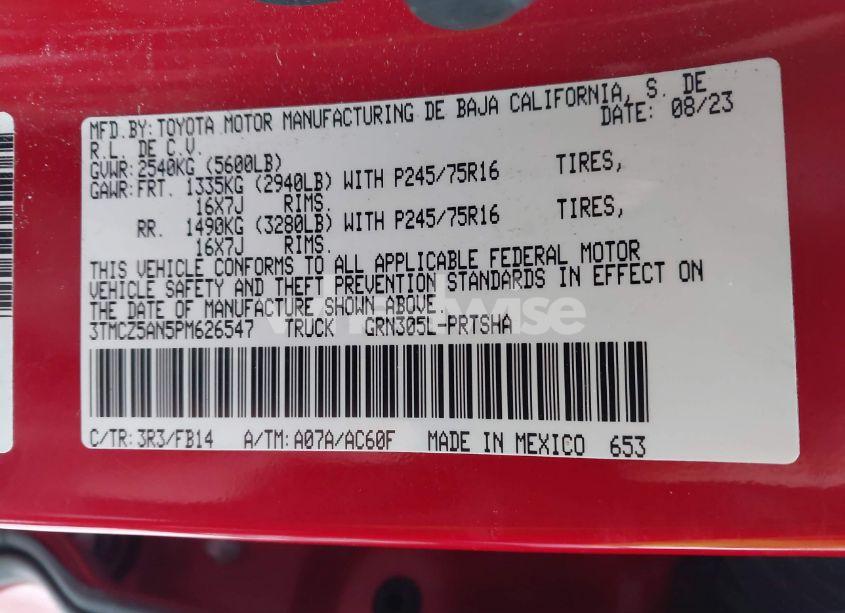 MFD.BY:TOYOTA MOTOR MANUFACTURING DE BAJA CALIFORNIA, S. DE
R.L. DE C.V. DATE: 08/23
GVWR:2540KG (5600LB)
GAWR:FRT. 1335KG (2940LB) WITH P245/75R16 TIRES,
16X7J RIMS.
RR. 1490KG (3280LB) WITH P245/75R16 TIRES,
16X7J RIMS.
THIS VEHICLE CONFORMS TO ALL APPLICABLE FEDERAL MOTOR
VEHICLE SAFETY AND THEFT PREVENTION STANDARDS IN EFFECT ON
THE DATE OF MANUFACTURE SHOWN ABOVE.
3TMCZ5AN5PM626547 TRUCK GRN305L-PRTSHA
C/TR:3R3/FB14 A/TM:A07A/AC60F MADE IN MEXICO 653